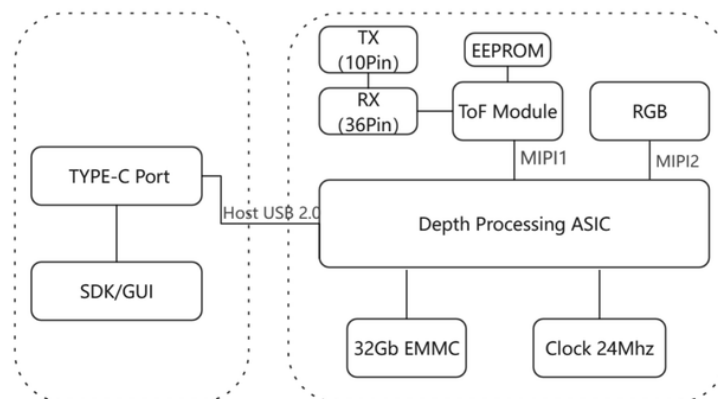 TX
(10Pin)
EEPROM
RX
(36Pin)
ToF Module
RGB
MIPI1
MIPI2
TYPE-C Port
Host USB 2.0
Depth Processing ASIC
SDK/GUI
32Gb EMMC
Clock 24Mhz